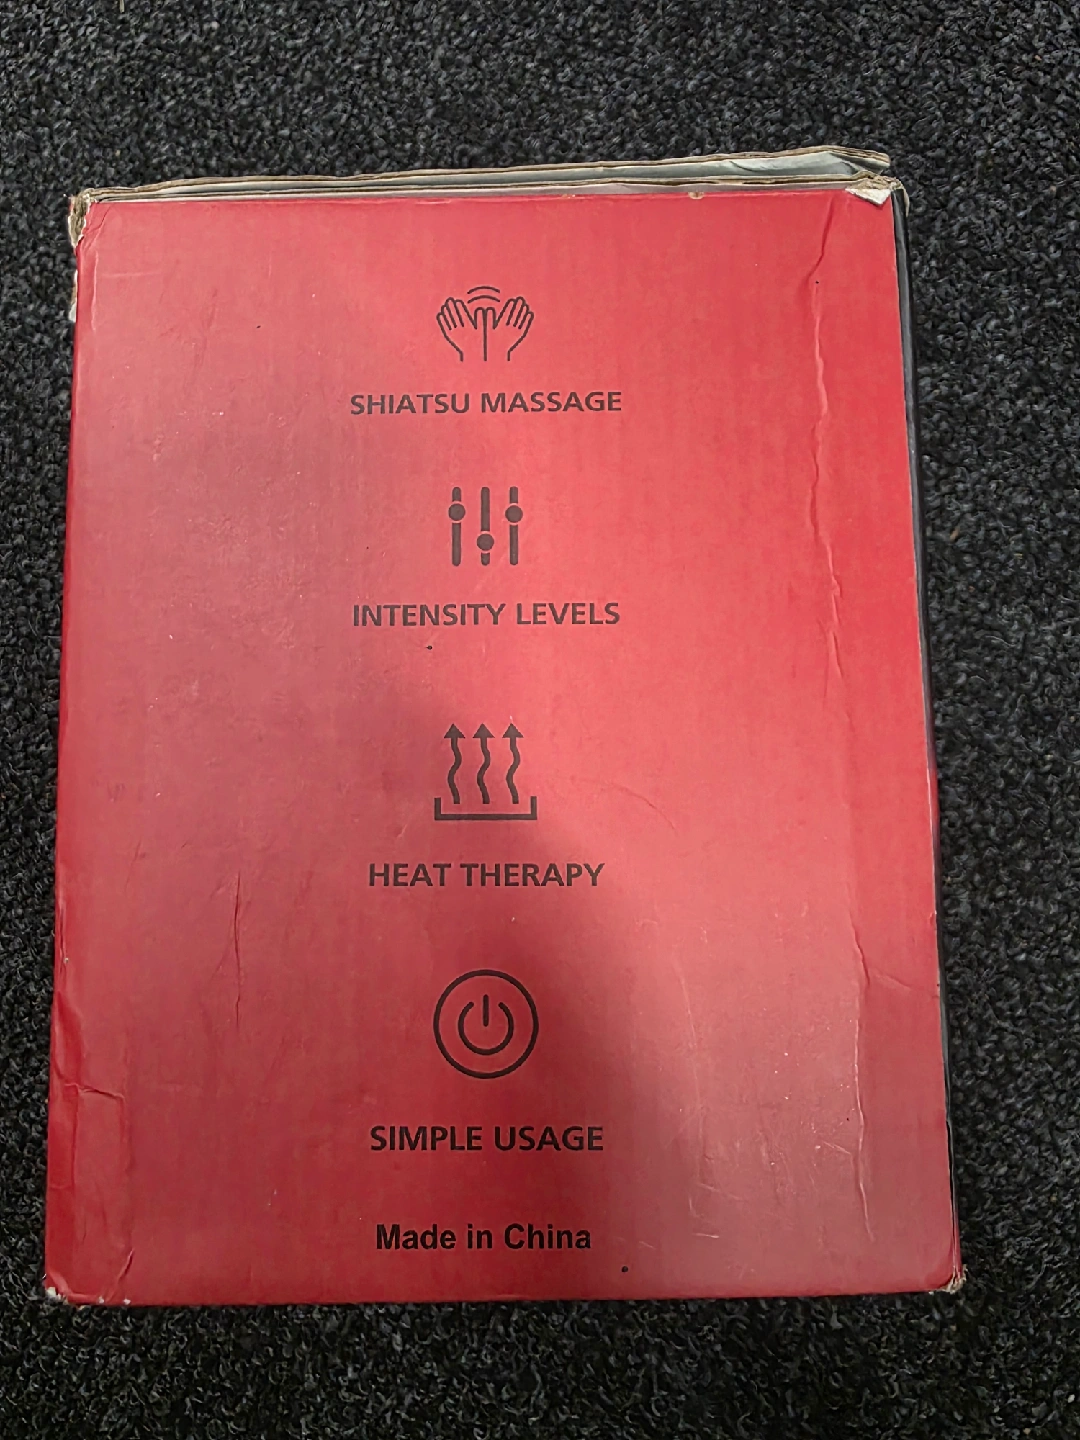 SHIATSU MASSAGE
INTENSITY LEVELS
HEAT THERAPY
SIMPLE USAGE
Made in China